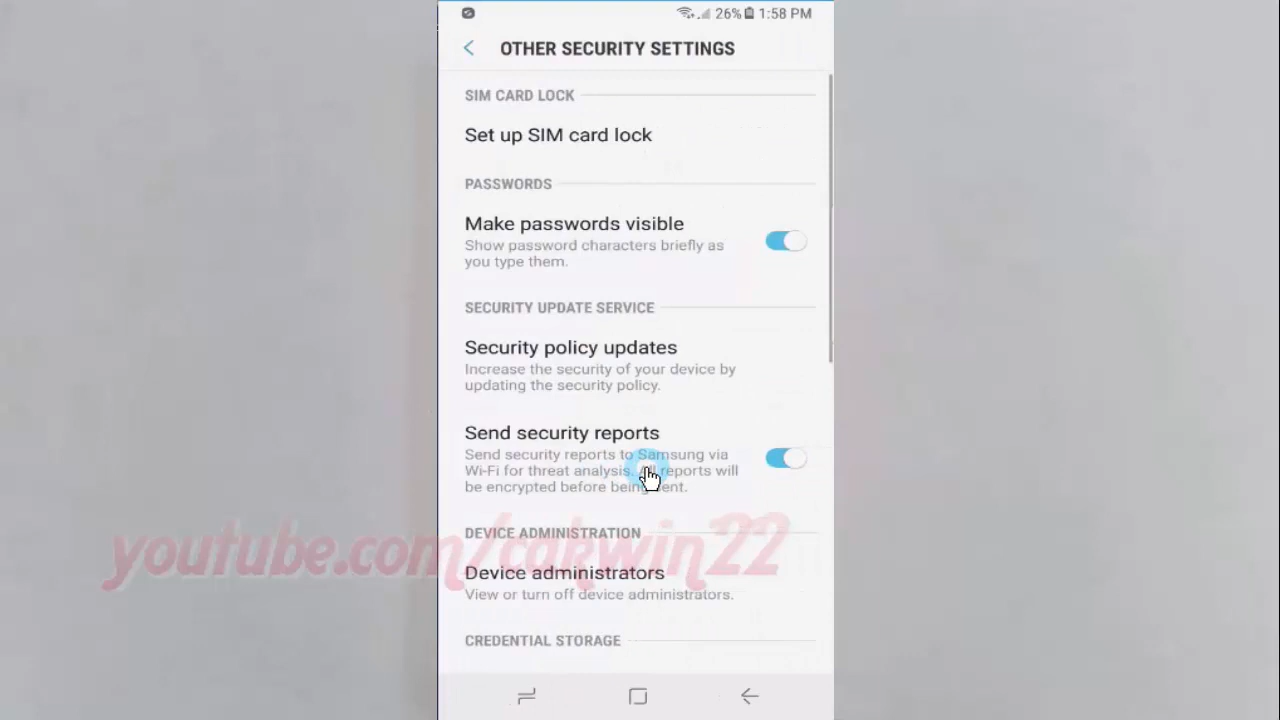 26% 1:58 PM
OTHER SECURITY SETTINGS
SIM CARD LOCK
Set up SIM card lock
PASSWORDS
Make passwords visible
Show password characters briefly as
you type them.
SECURITY UPDATE SERVICE
Security policy updates
Increase the security of your device by
updating the security policy.
Send security reports
Send security reports to Samsung via
Wi-Fi for threat analysis. All reports will
be encrypted before being sent.
DEVICE ADMINISTRATION
youtube.com/cakwin22
Device administrators
View or turn off device administrators.
CREDENTIAL STORAGE